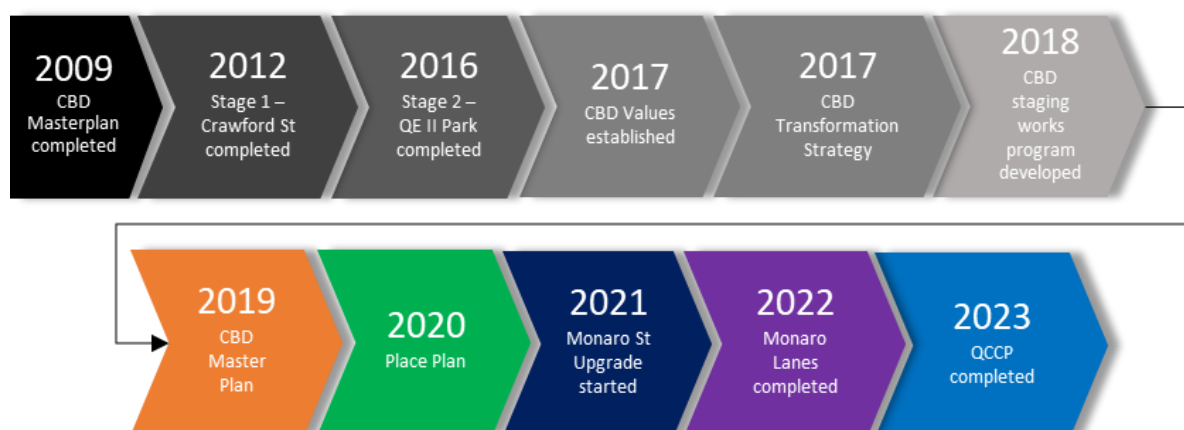 2009
CBD
Masterplan
completed
2012
Stage 1 –
Crawford St
completed
2016
Stage 2 –
QE II Park
completed
2017
CBD Values
established
2017
CBD
Transformation
Strategy
2018
CBD
staging
works
program
developed
2019
CBD
Master
Plan
2020
Place Plan
2021
Monaro St
Upgrade
started
2022
Monaro
Lanes
completed
2023
QCCP
completed